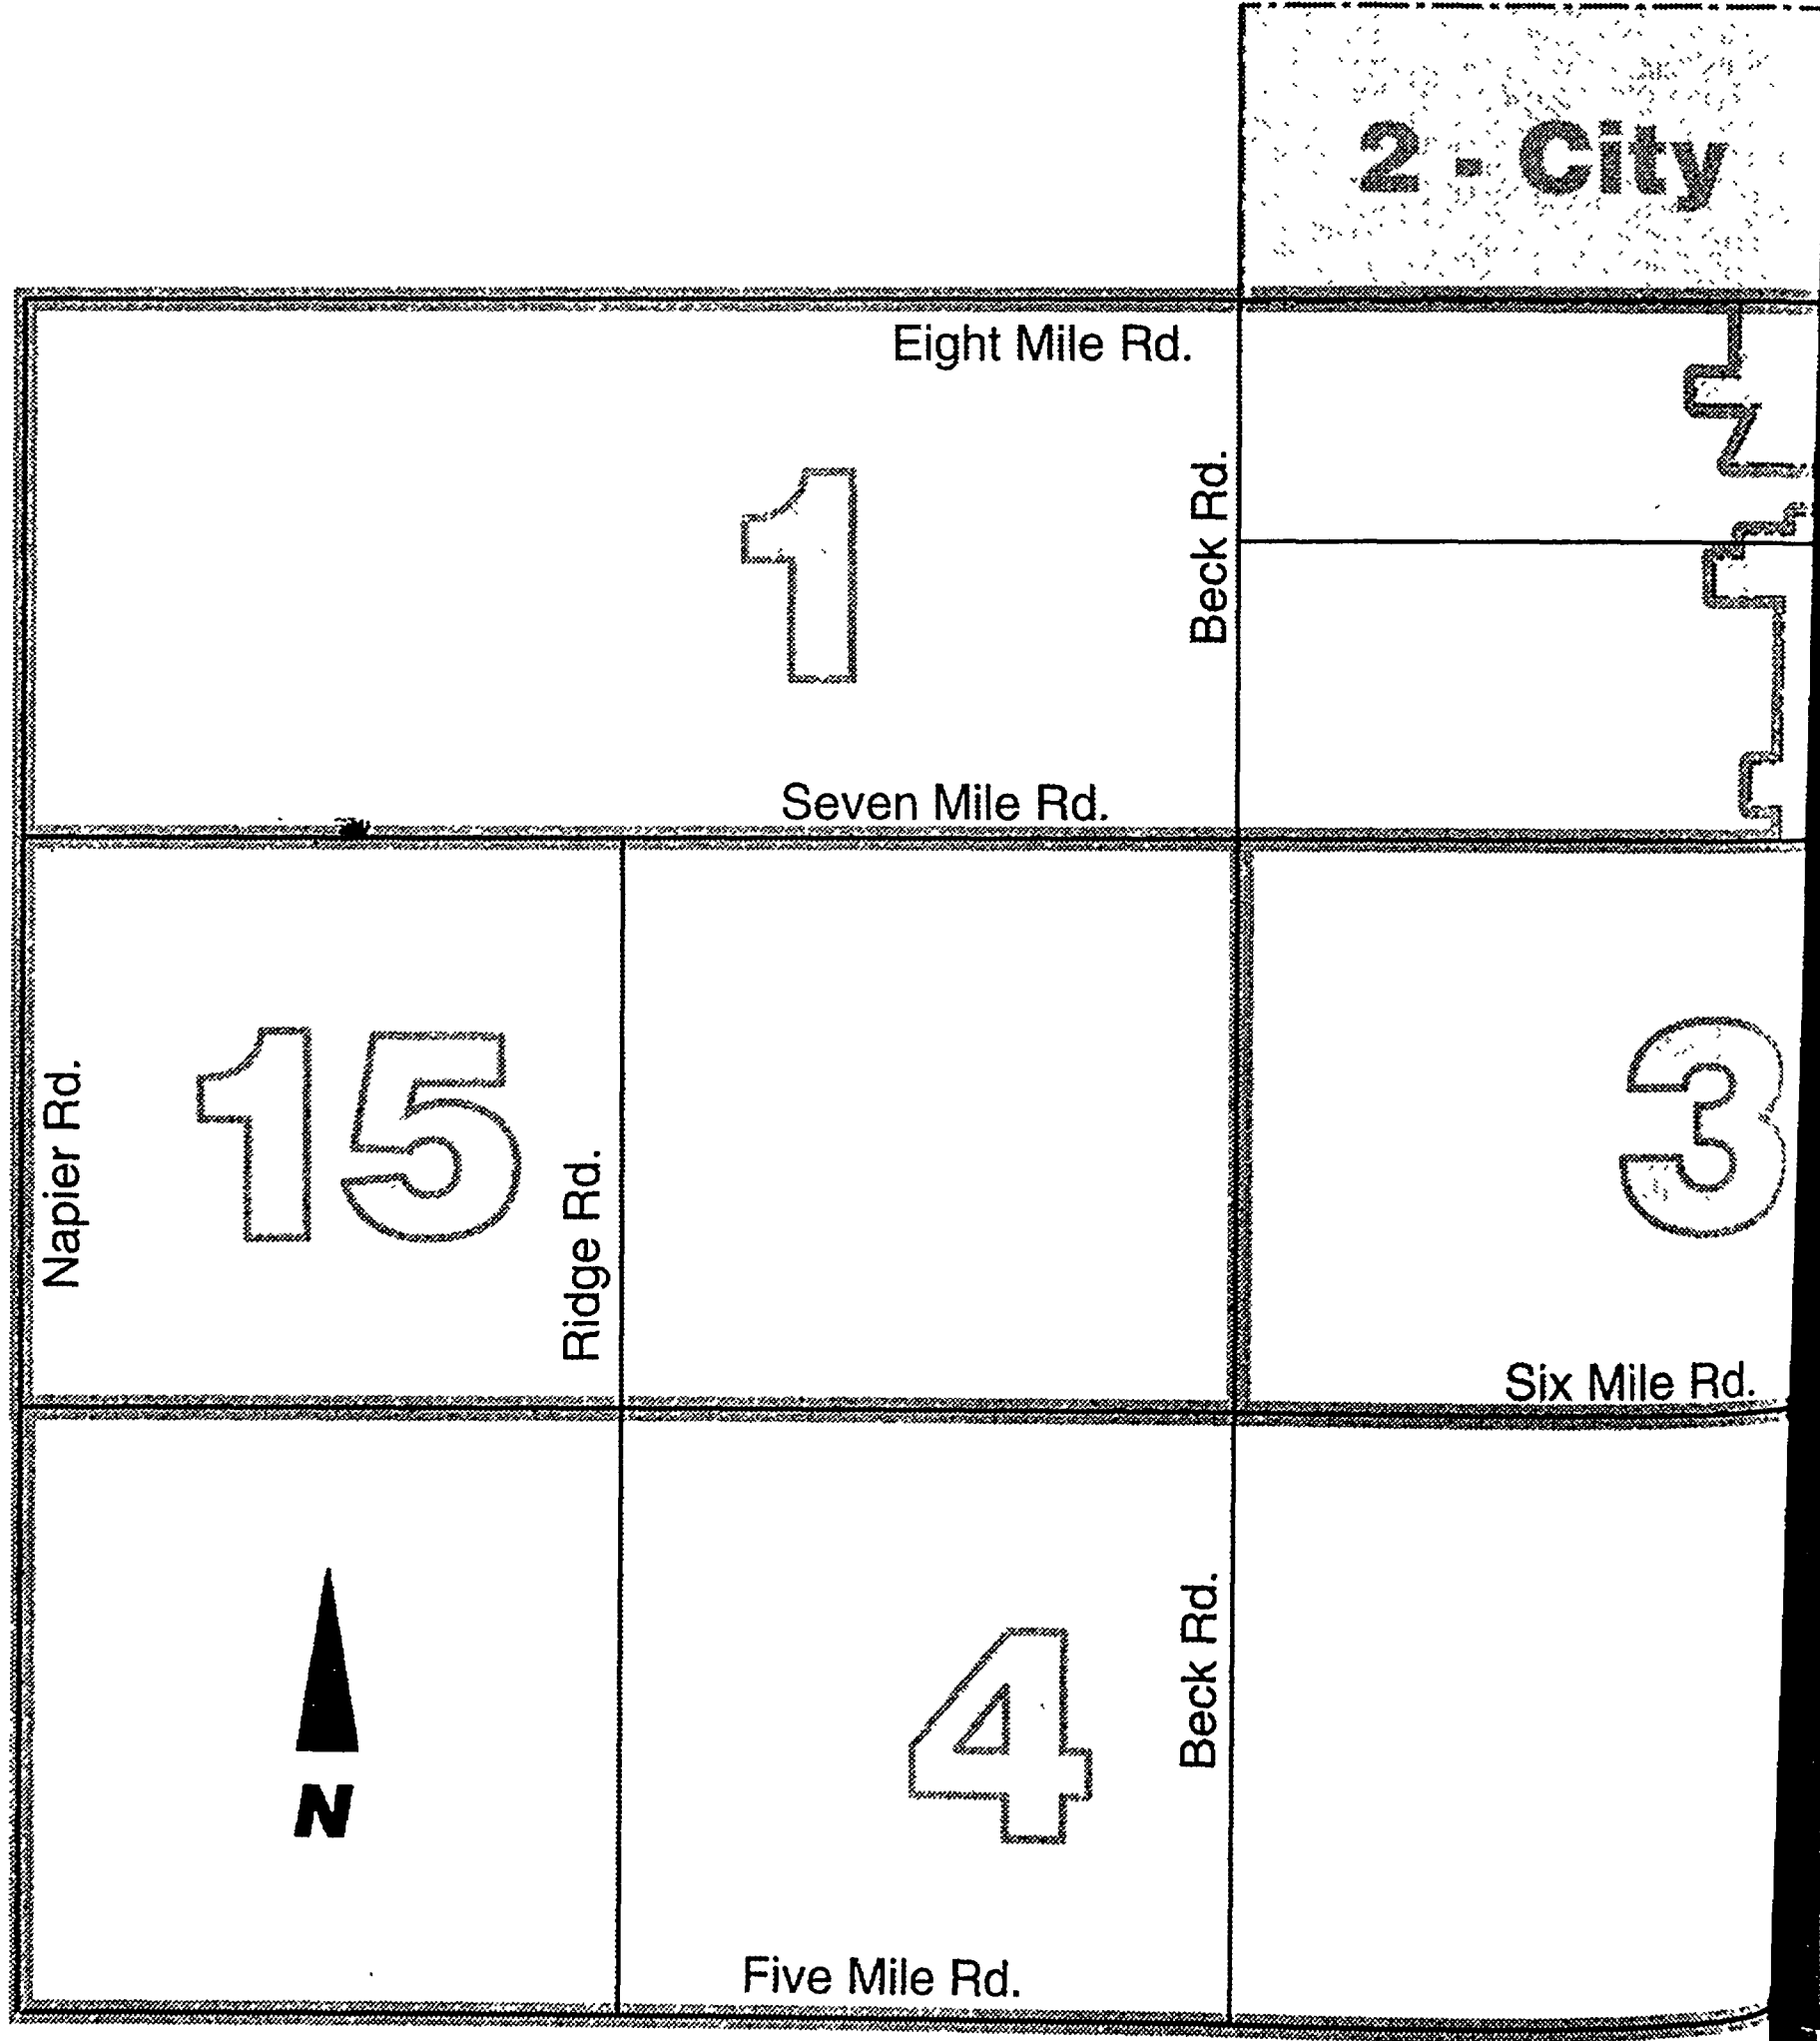 2 - City
Eight Mile Rd.
Beck Rd.
1
Seven Mile Rd.
15
3
Napier Rd.
Ridge Rd.
Six Mile Rd.
4
Beck Rd.
N
Five Mile Rd.